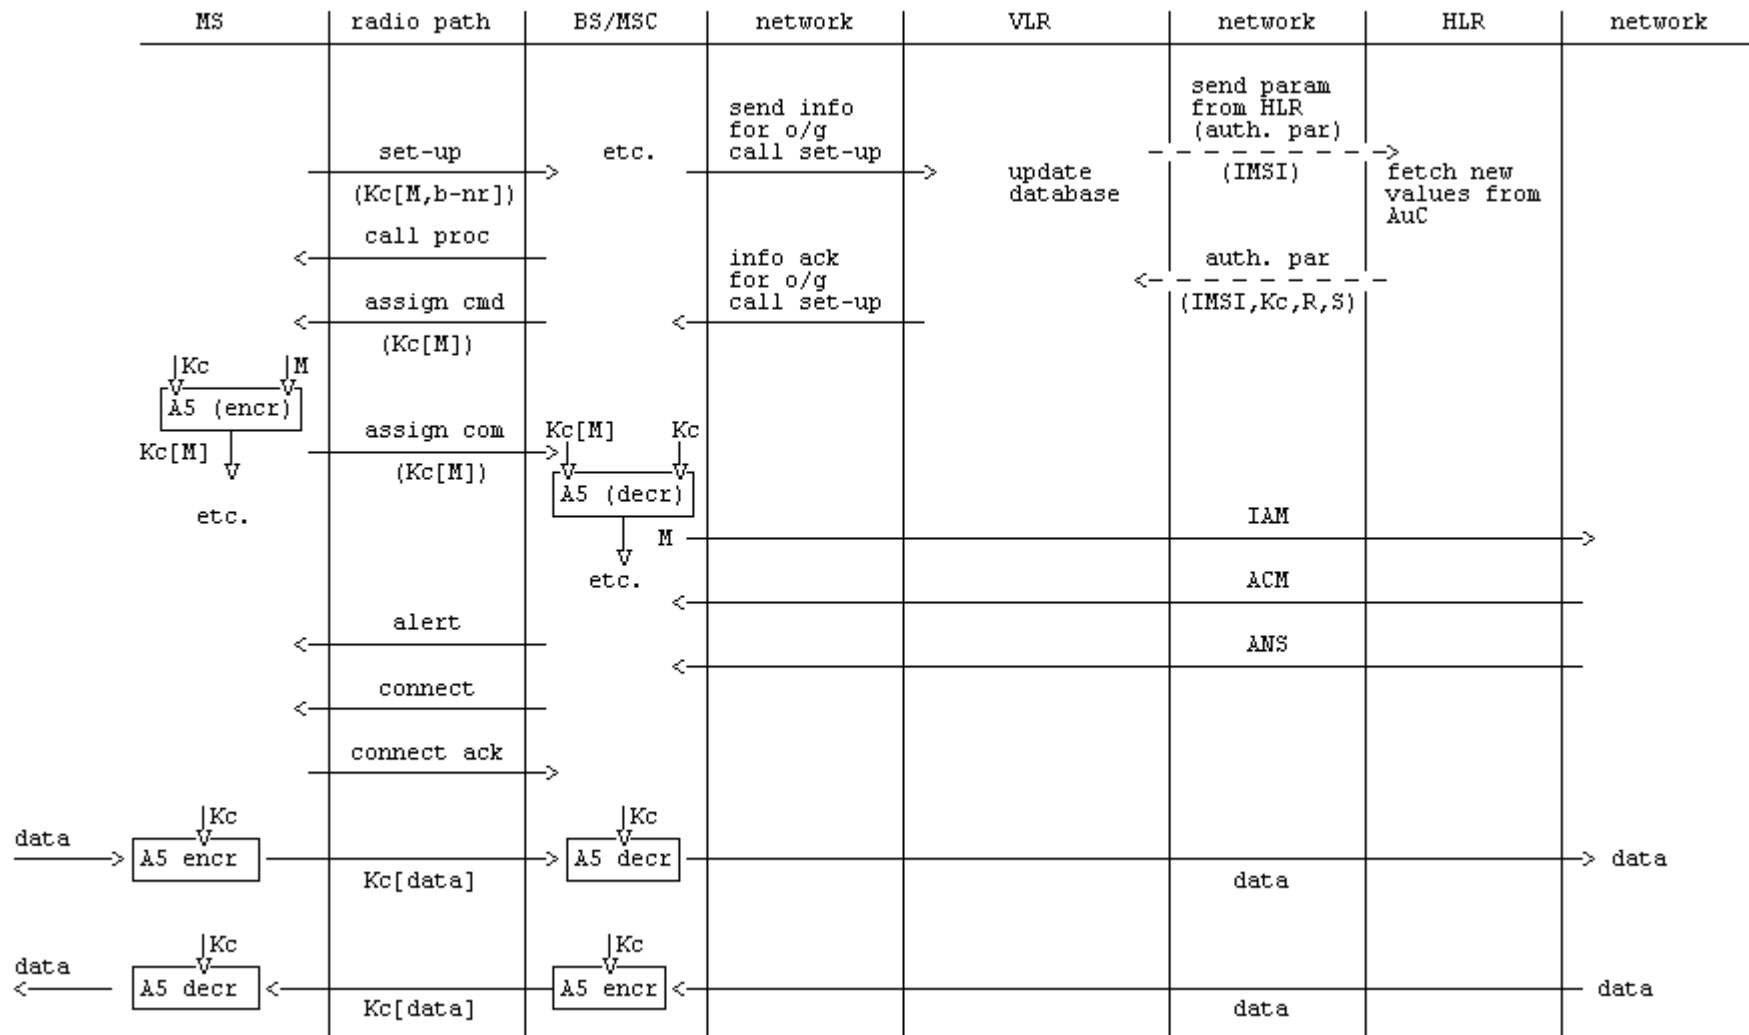 MS radio path BS/MSC network VLR network HLR network
send param
from HLR
(auth. par)
send info
for o/g
call set-up
set-up
etc.
(IMSI)
update
database
fetch new
values from
AuC
(Kc[M,b-nr])
call proc
info ack
for o/g
call set-up
auth. par
(IMSI,Kc,R,S)
assign cmd
(Kc[M])
Kc M
A5 (encr)
Kc[M]
etc.
assign com
(Kc[M])
Kc[M] Kc
A5 (decr)
M
etc.
IAM
ACM
alert
ANS
connect
connect ack
Kc Kc
data A5 encr A5 decr data
Kc[data] data
Kc Kc
data A5 decr A5 encr data
Kc[data] data